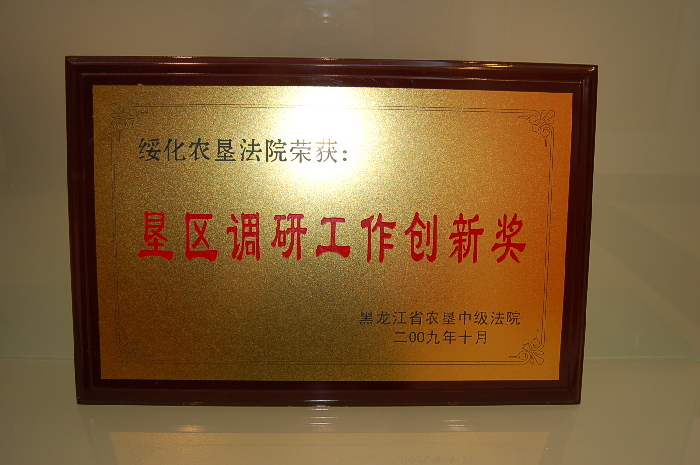 绥化农垦法院荣获：
垦区调研工作创新奖
黑龙江省农垦中级法院
二00九年十月